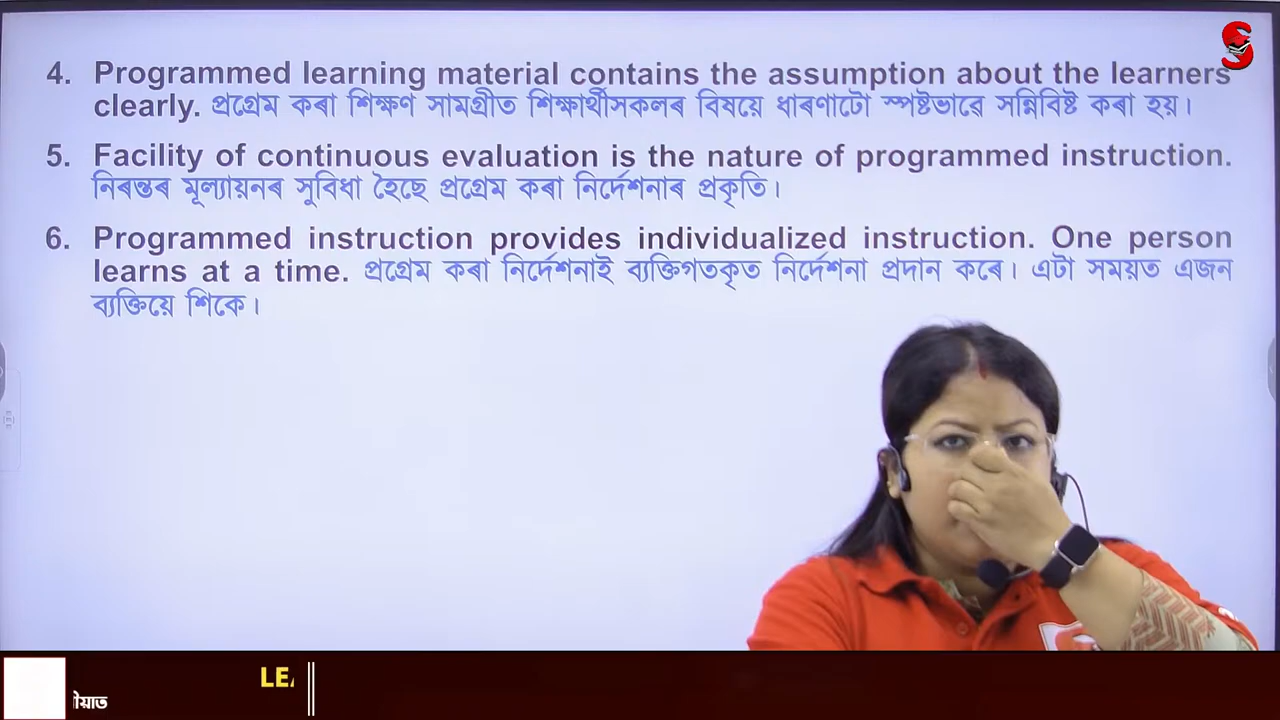 4. Programmed learning material contains the assumption about the learners
clearly. প্ৰগ্ৰেম কৰা শিক্ষণ সামগ্ৰীত শিক্ষাৰ্থীসকলৰ বিষয়ে ধাৰণাটো স্পষ্টভাৱে সন্নিবিষ্ট কৰা হয়।
5. Facility of continuous evaluation is the nature of programmed instruction.
নিৰন্তৰ মূল্যায়নৰ সুবিধা হৈছে প্ৰগ্ৰেম কৰা নিৰ্দেশনাৰ প্ৰকৃতি।
6. Programmed instruction provides individualized instruction. One person
learns at a time. প্ৰগ্ৰেম কৰা নিৰ্দেশনাই ব্যক্তিগতকৃত নিৰ্দেশনা প্ৰদান কৰে। এটা সময়ত এজন
ব্যক্তিয়ে শিকে।